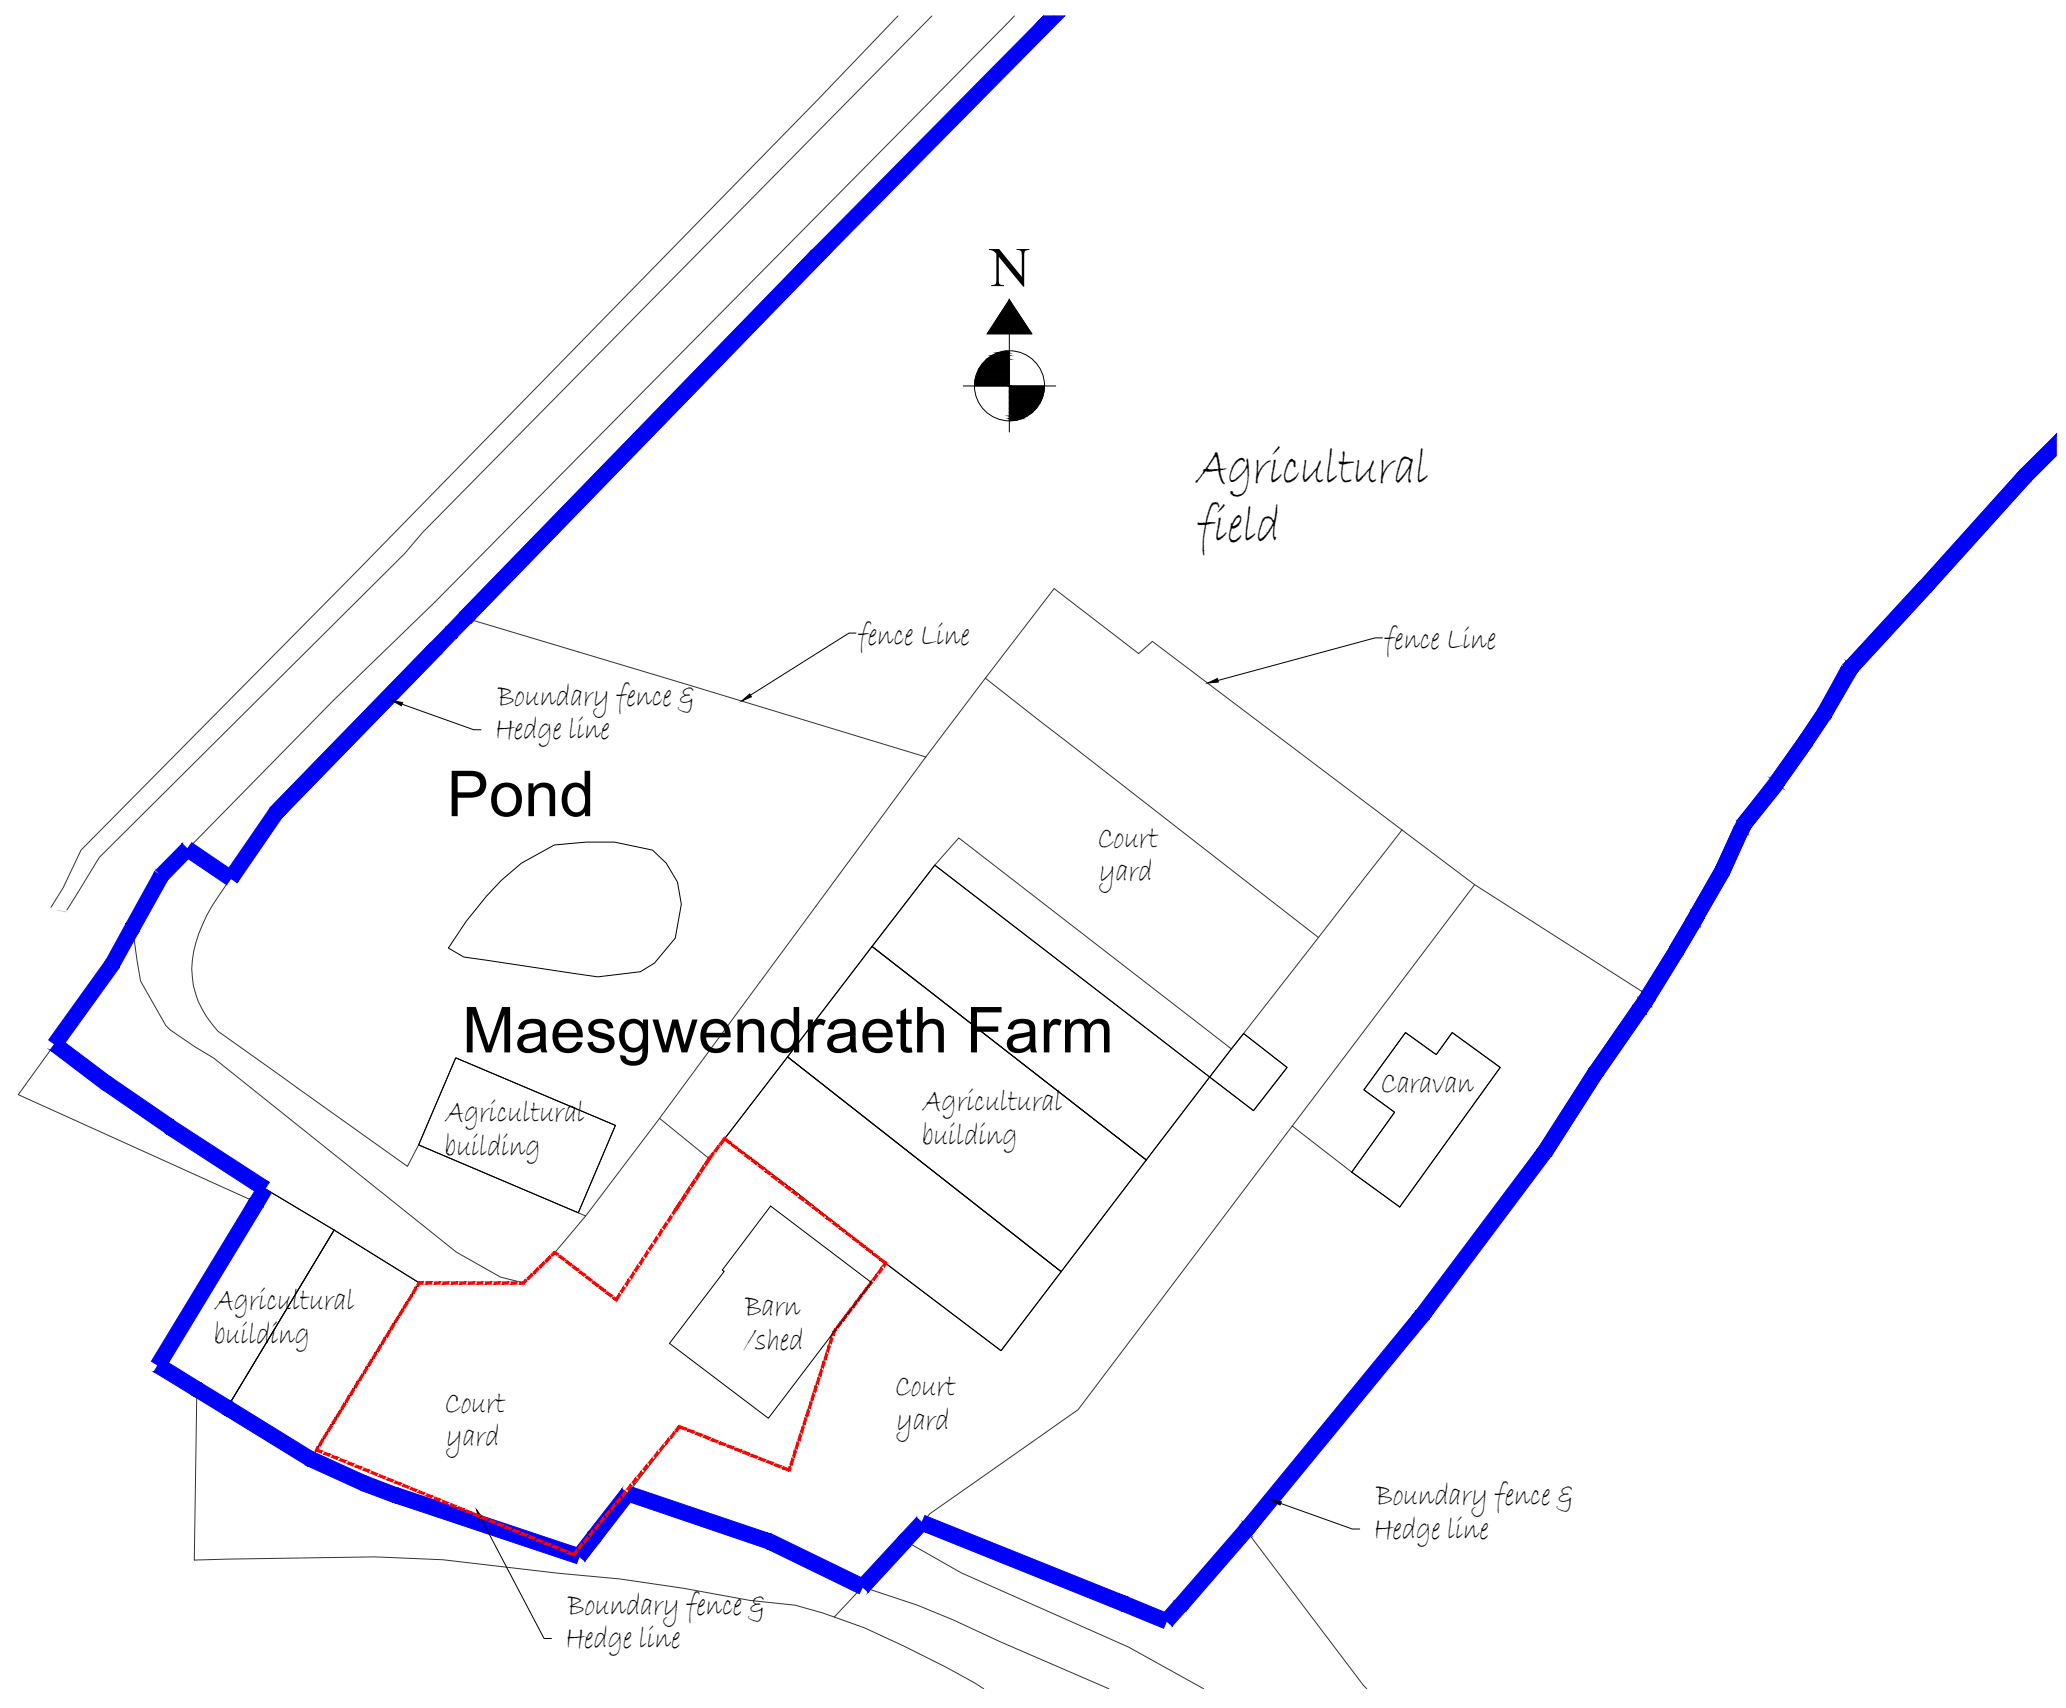 N
Agricultural
field
fence Line
fence Line
Boundary fence &
Hedge line
Pond
Court
yard
Maesgwendraeth Farm
Caravan
Agricultural
building
Agricultural
building
Agricultural
building
Barn
/shed
Court
yard
Court
yard
Boundary fence &
Hedge line
Boundary fence &
Hedge line